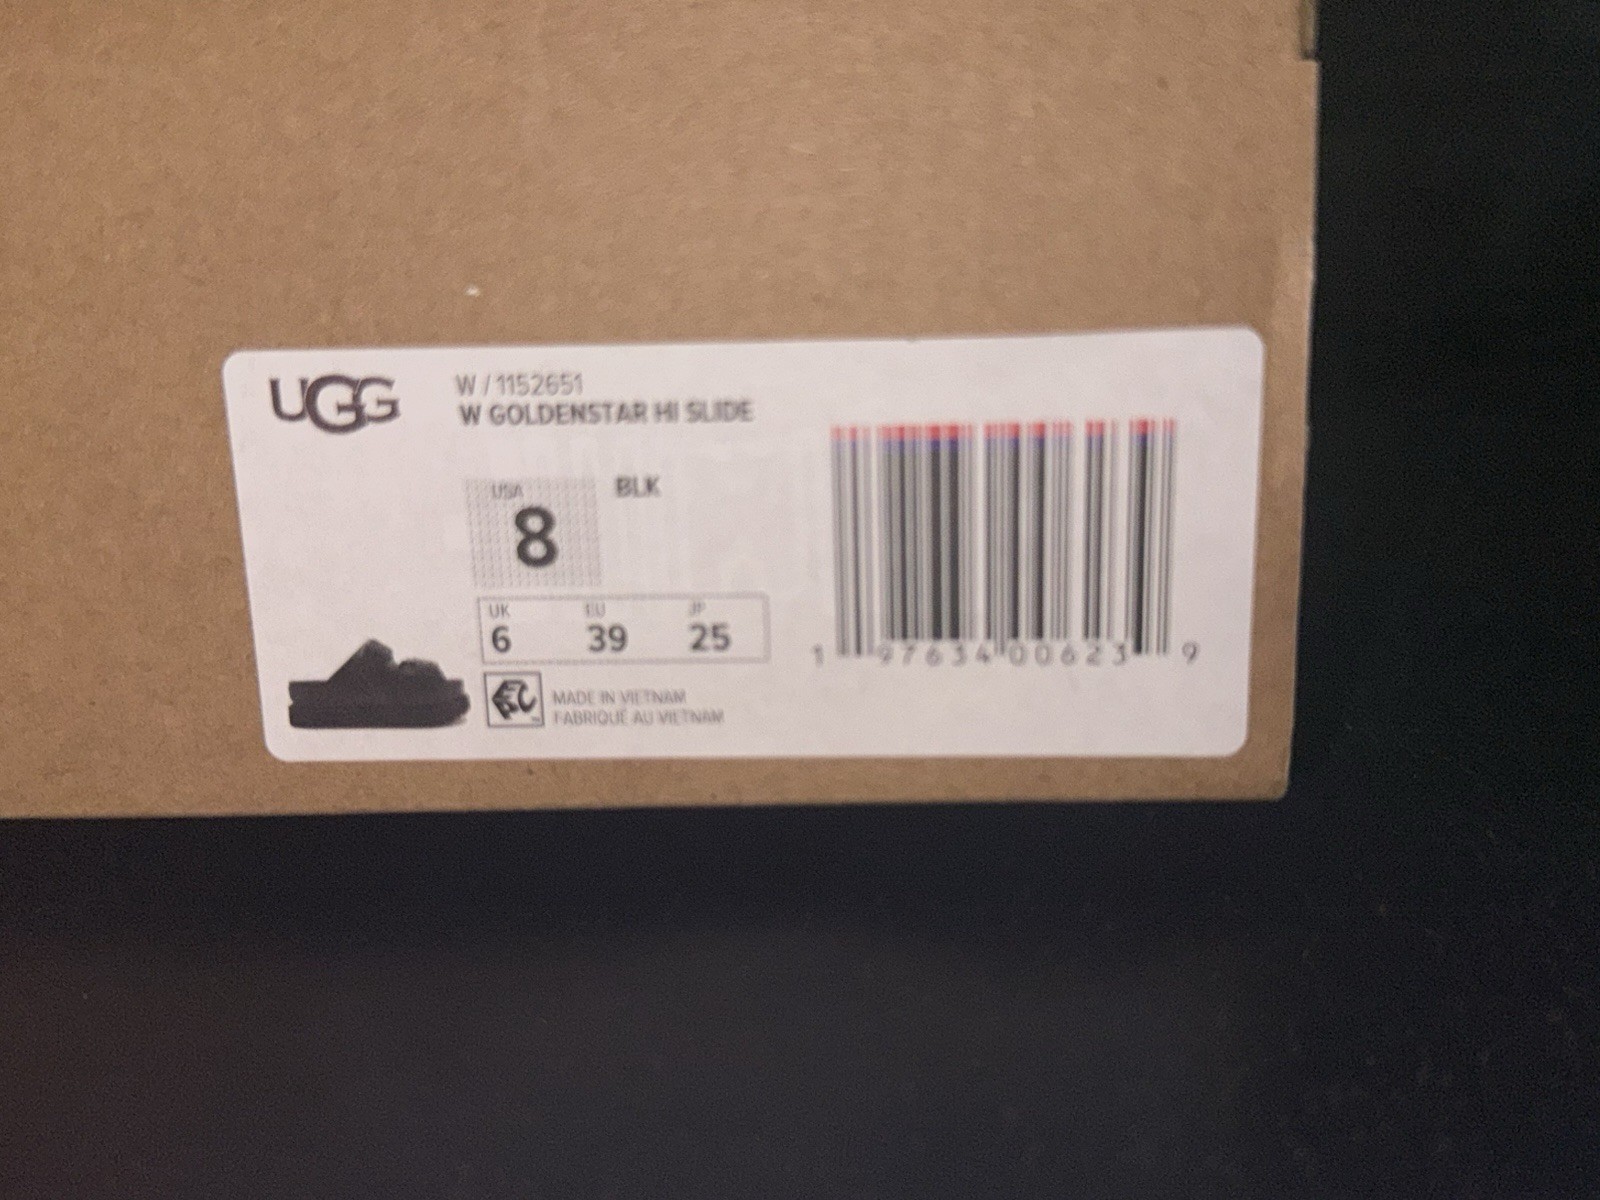 UGG
W / 1152651
W GOLDENSTAR HI SLIDE
USA
8
BLK
UK EU JP
6 39 25
MADE IN VIETNAM
FABRIQUÉ AU VIETNAM
1 97634 00623 9